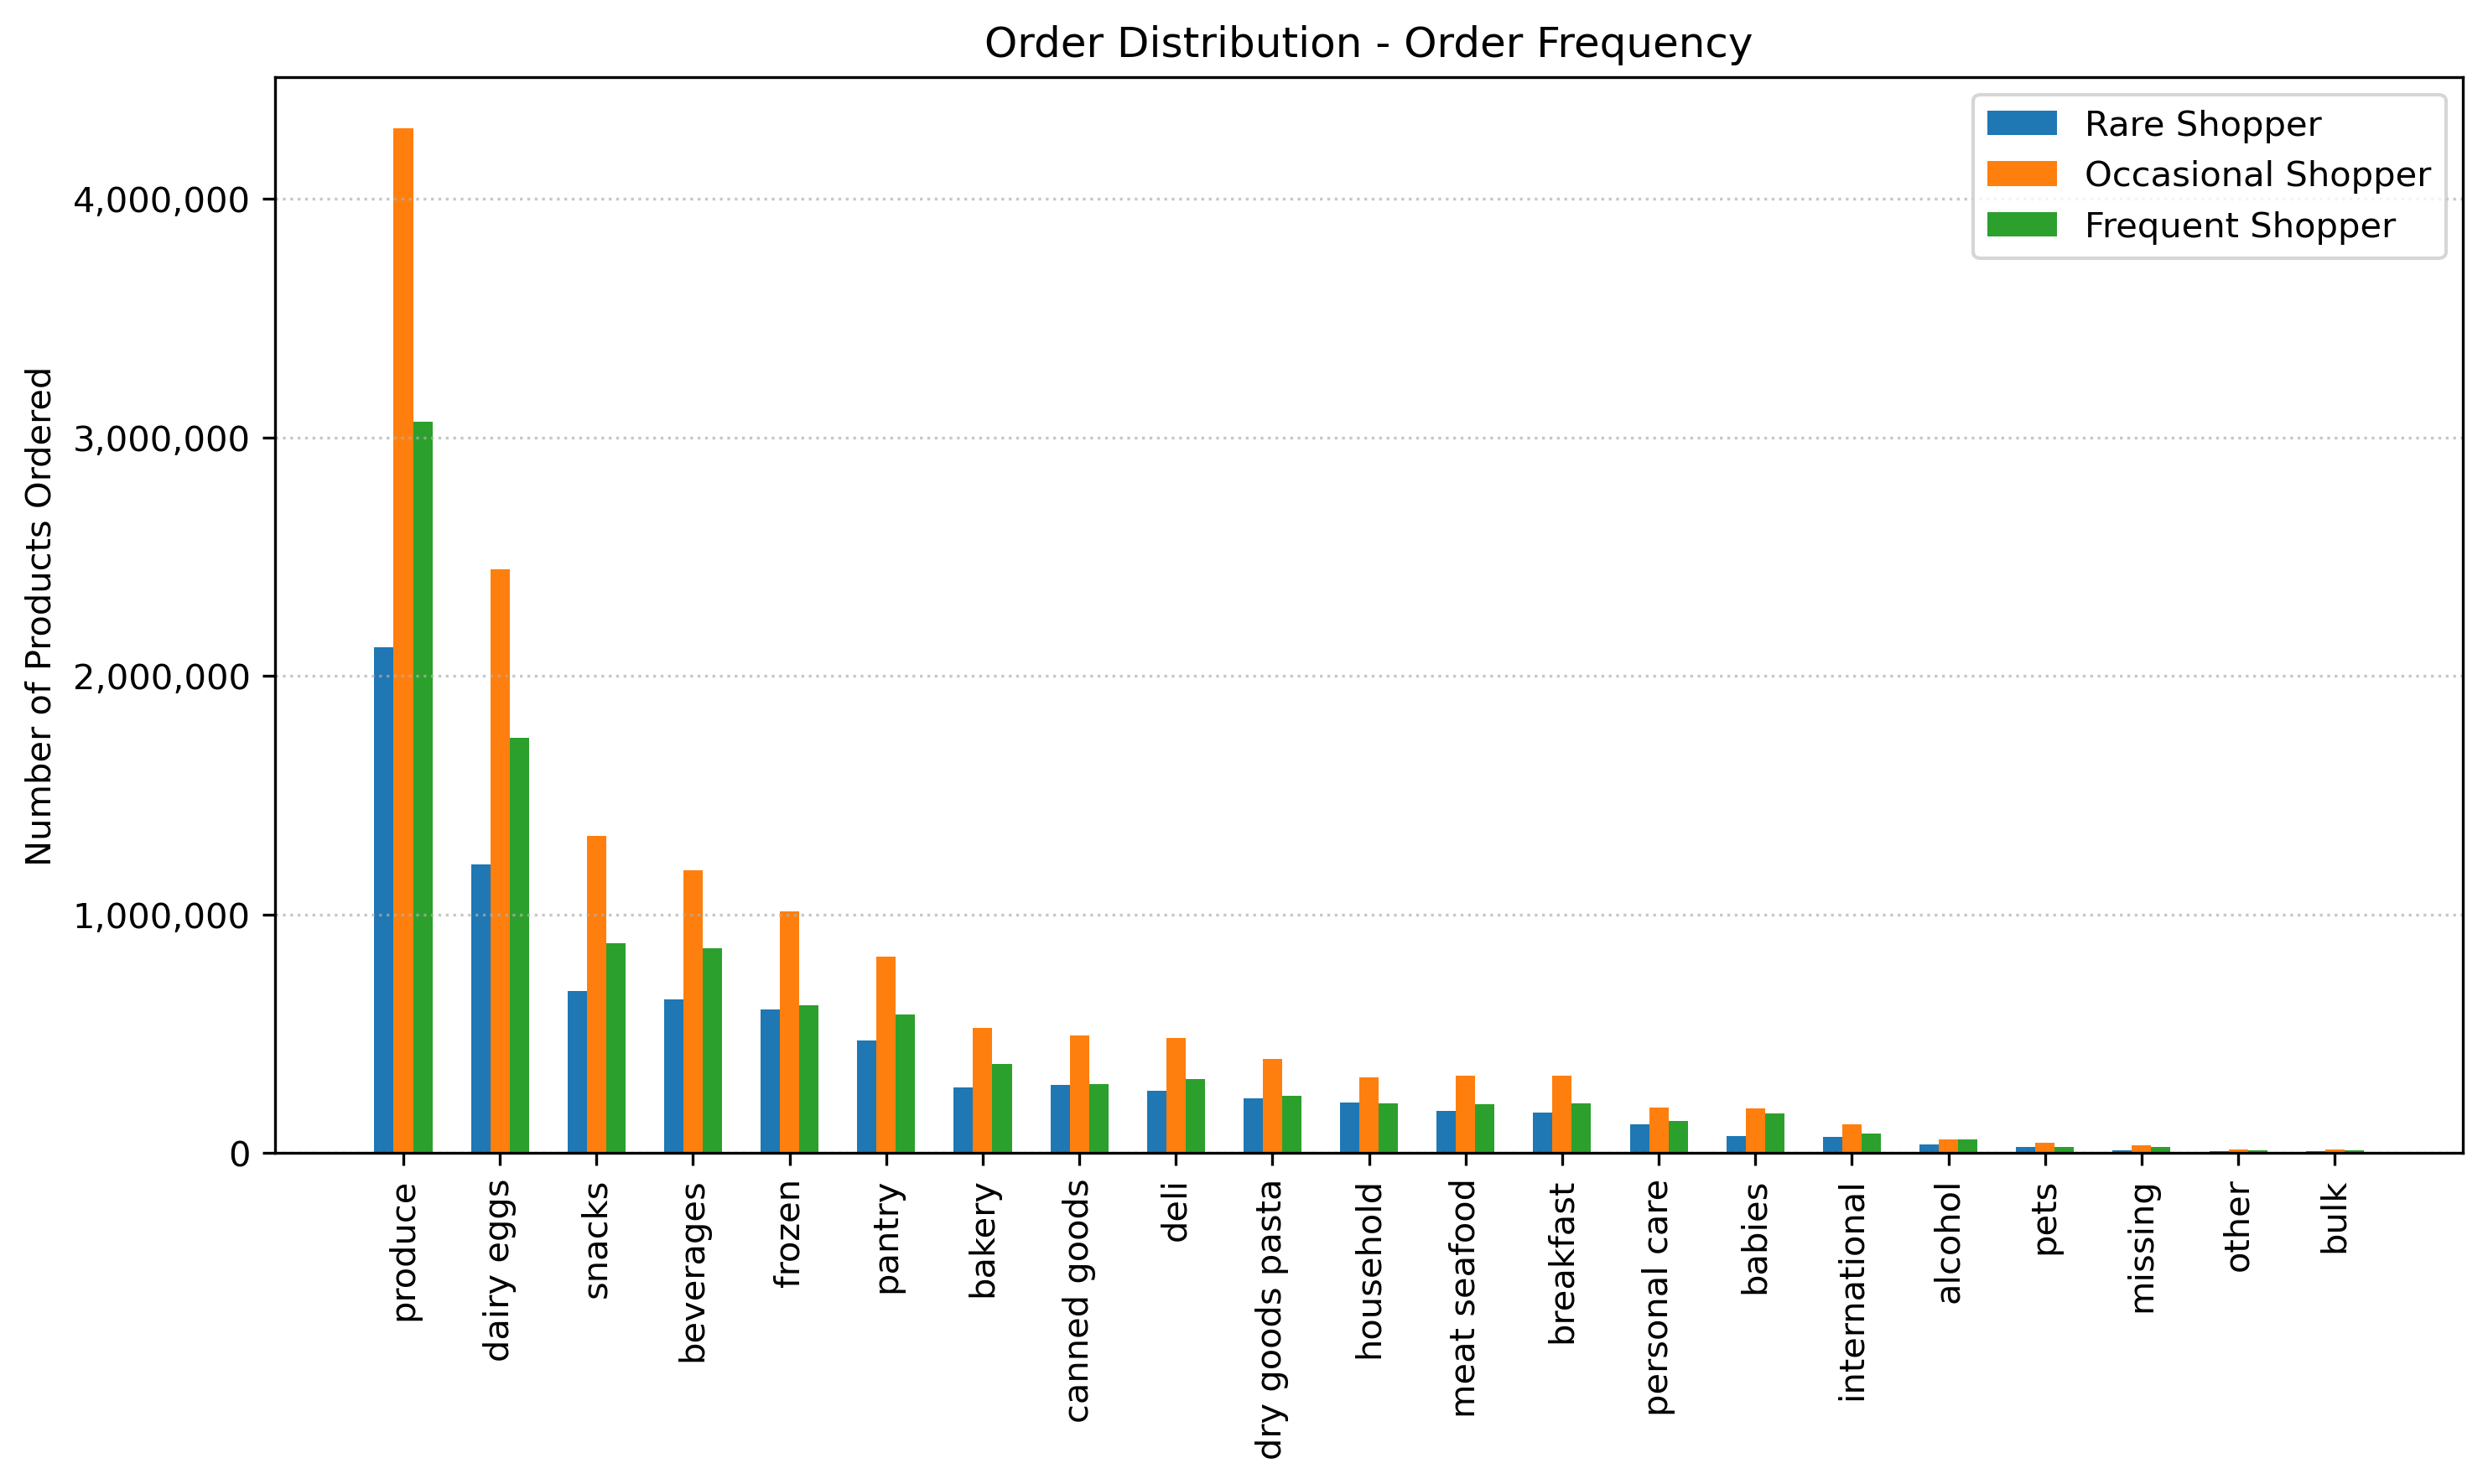 Order Distribution - Order Frequency
Rare Shopper
Occasional Shopper
Frequent Shopper
Number of Products Ordered
4,000,000
3,000,000
2,000,000
1,000,000
0
produce
dairy eggs
snacks
beverages
frozen
pantry
bakery
canned goods
deli
dry goods pasta
household
meat seafood
breakfast
personal care
babies
international
alcohol
pets
missing
other
bulk